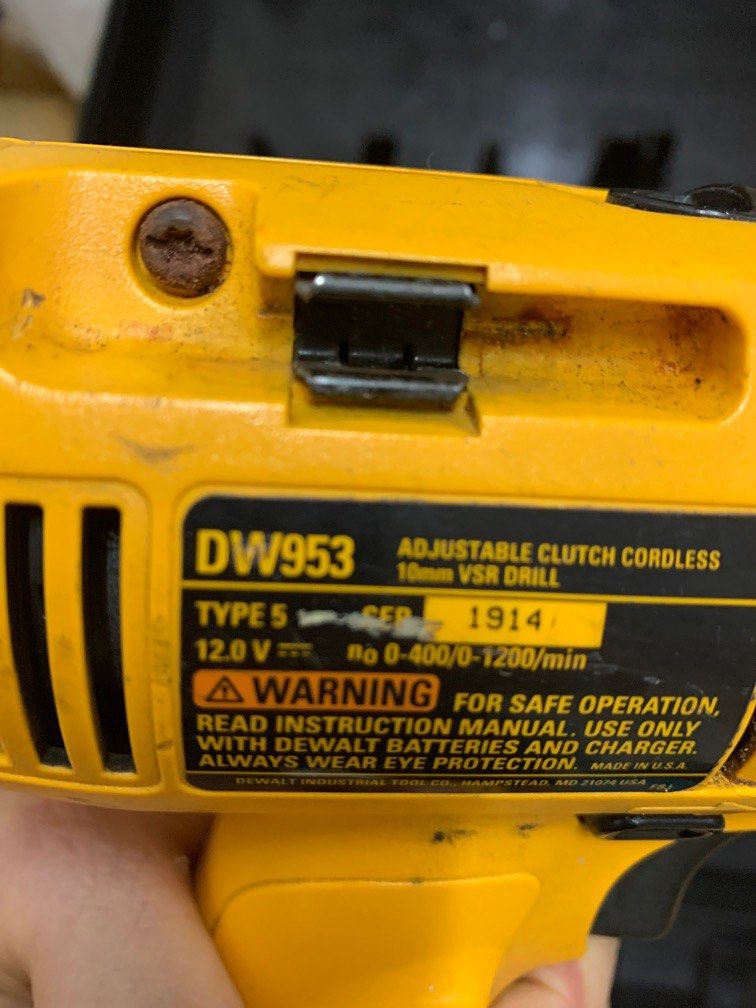 DW953
ADJUSTABLE CLUTCH CORDLESS
10mm VSR DRILL
TYPE 5 SER 1914
12.0 V ⎓ no 0-400/0-1200/min
⚠ WARNING FOR SAFE OPERATION,
READ INSTRUCTION MANUAL. USE ONLY
WITH DEWALT BATTERIES AND CHARGER.
ALWAYS WEAR EYE PROTECTION. MADE IN U.S.A.
DEWALT INDUSTRIAL TOOL CO., HAMPSTEAD, MD 21074 USA